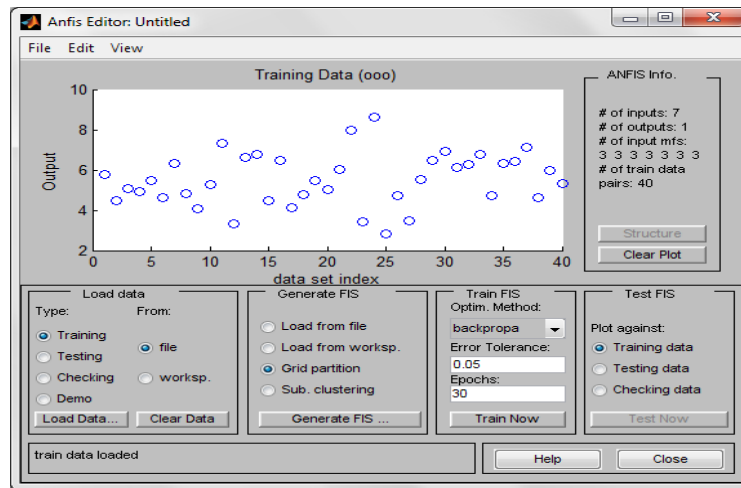 Anfis Editor: Untitled
File Edit View
Training Data (ooo)
10
8
6
4
2
Output
0 5 10 15 20 25 30 35 40
data set index
ANFIS Info.
# of inputs: 7
# of outputs: 1
# of input mfs:
3 3 3 3 3 3 3
# of train data
pairs: 40
Structure
Clear Plot
Load data
Type: From:
Training
file
Testing
Checking
worksp.
Demo
Load Data... Clear Data
Generate FIS
Load from file
Load from worksp.
Grid partition
Sub. clustering
Generate FIS ...
Train FIS
Optim. Method:
backpropa
Error Tolerance:
0.05
Epochs:
30
Train Now
Test FIS
Plot against:
Training data
Testing data
Checking data
Test Now
train data loaded
Help Close